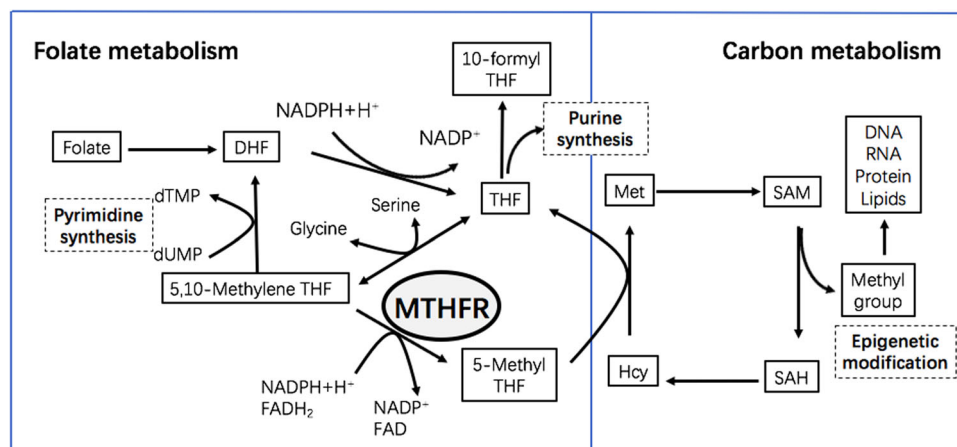 Folate metabolism
Carbon metabolism
10-formyl
THF
NADPH+H⁺
NADP⁺
Purine
synthesis
DNA
RNA
Protein
Lipids
Folate
DHF
THF
Met
SAM
dTMP
Pyrimidine
synthesis
dUMP
Serine
Glycine
5,10-Methylene THF
MTHFR
Methyl
group
Epigenetic
modification
5-Methyl
THF
Hcy
SAH
NADPH+H⁺
FADH₂
NADP⁺
FAD